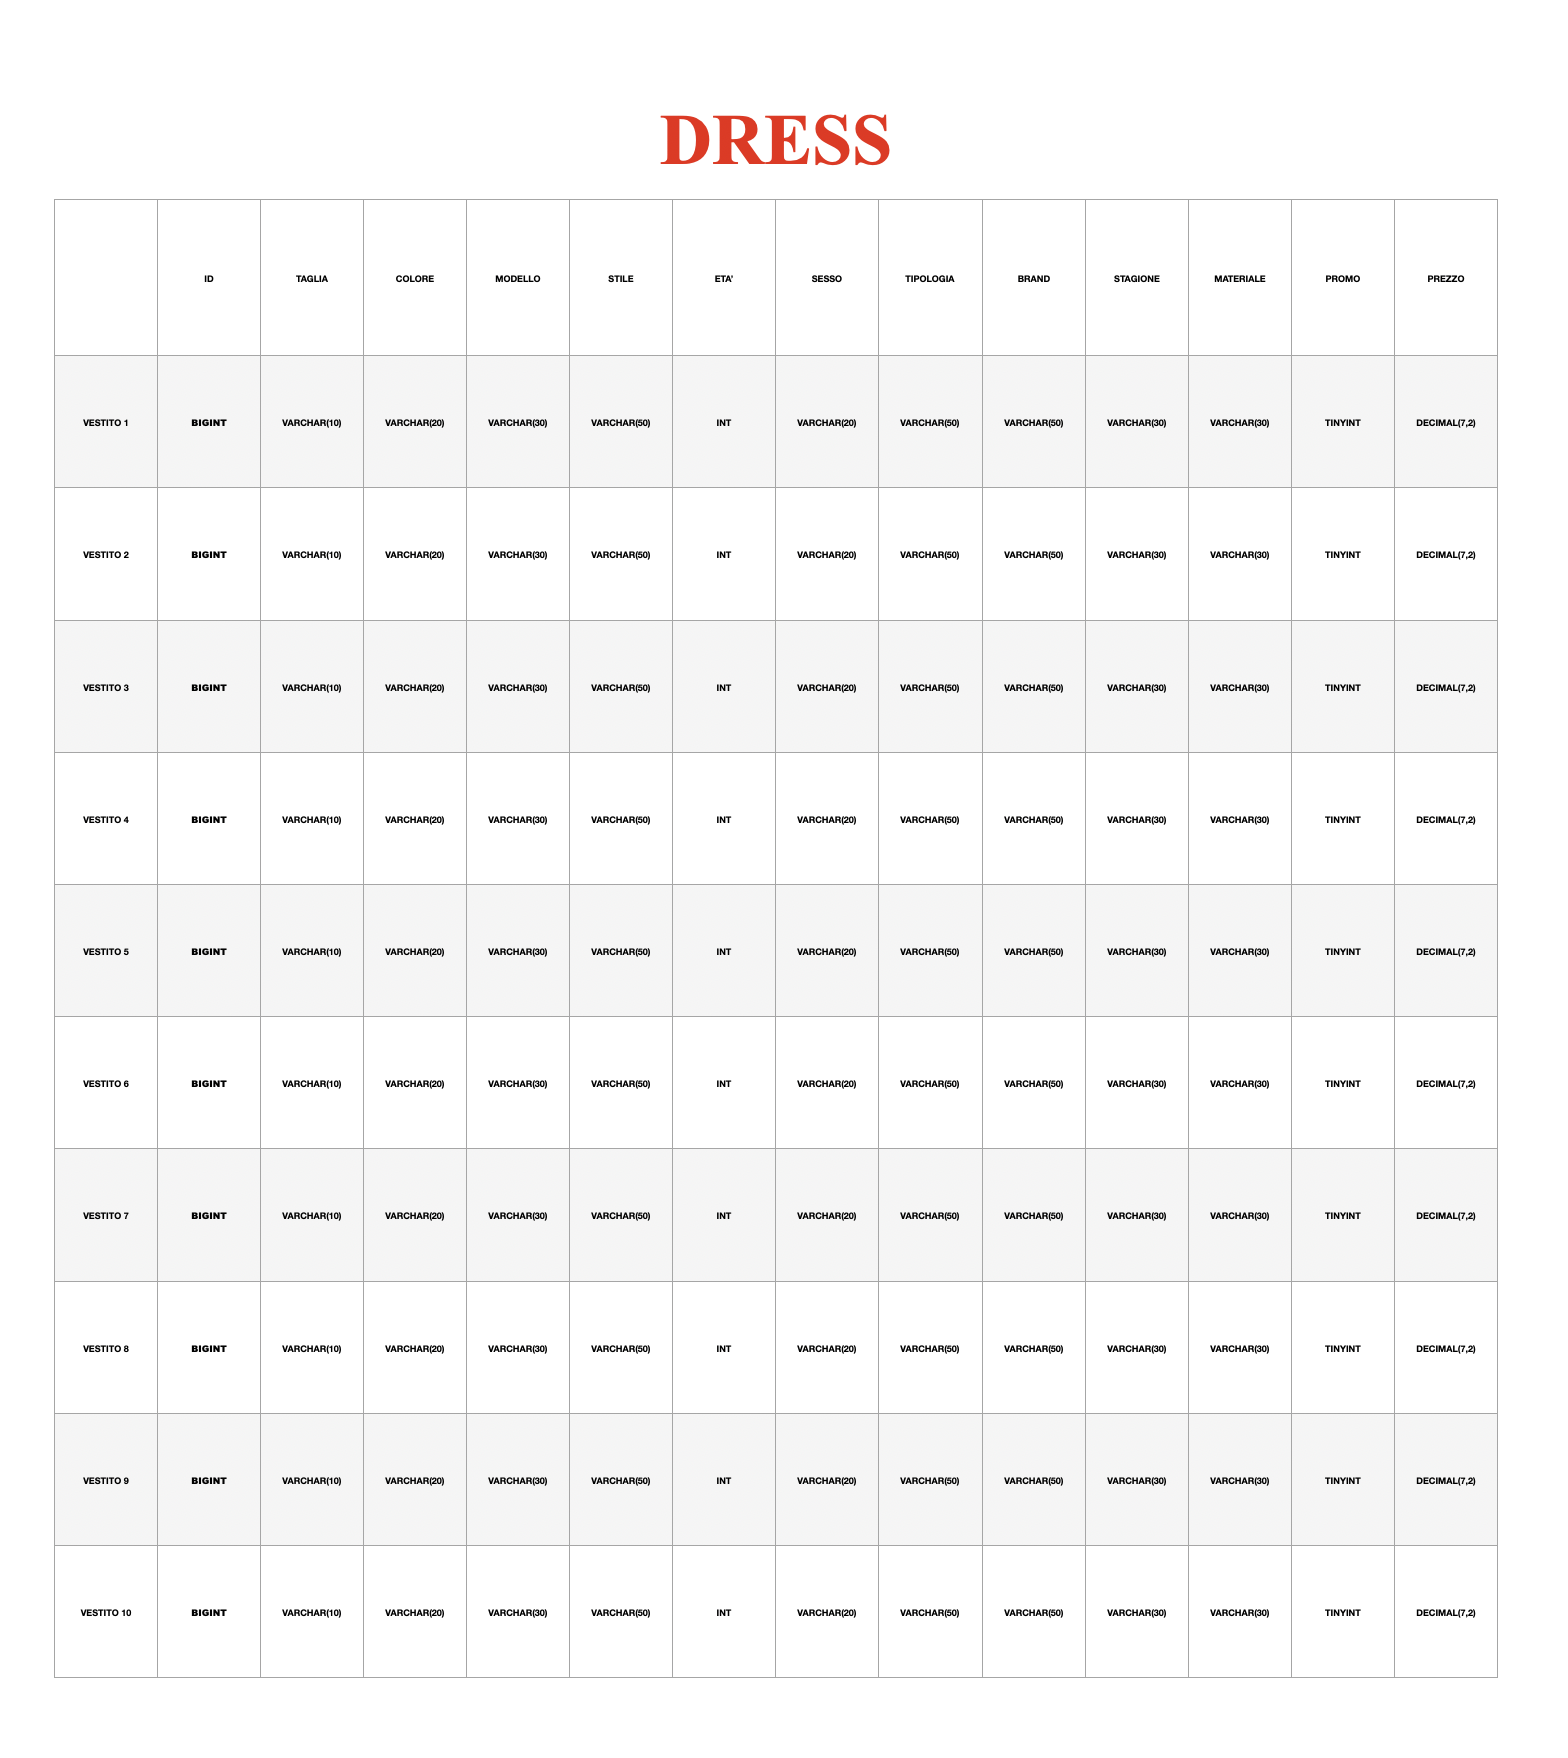 DRESS
ID TAGLIA COLORE MODELLO STILE ETA' SESSO TIPOLOGIA BRAND STAGIONE MATERIALE PROMO PREZZO
VESTITO 1 BIGINT VARCHAR(10) VARCHAR(20) VARCHAR(30) VARCHAR(50) INT VARCHAR(20) VARCHAR(50) VARCHAR(50) VARCHAR(30) VARCHAR(30) TINYINT DECIMAL(7,2)
VESTITO 2 BIGINT VARCHAR(10) VARCHAR(20) VARCHAR(30) VARCHAR(50) INT VARCHAR(20) VARCHAR(50) VARCHAR(50) VARCHAR(30) VARCHAR(30) TINYINT DECIMAL(7,2)
VESTITO 3 BIGINT VARCHAR(10) VARCHAR(20) VARCHAR(30) VARCHAR(50) INT VARCHAR(20) VARCHAR(50) VARCHAR(50) VARCHAR(30) VARCHAR(30) TINYINT DECIMAL(7,2)
VESTITO 4 BIGINT VARCHAR(10) VARCHAR(20) VARCHAR(30) VARCHAR(50) INT VARCHAR(20) VARCHAR(50) VARCHAR(50) VARCHAR(30) VARCHAR(30) TINYINT DECIMAL(7,2)
VESTITO 5 BIGINT VARCHAR(10) VARCHAR(20) VARCHAR(30) VARCHAR(50) INT VARCHAR(20) VARCHAR(50) VARCHAR(50) VARCHAR(30) VARCHAR(30) TINYINT DECIMAL(7,2)
VESTITO 6 BIGINT VARCHAR(10) VARCHAR(20) VARCHAR(30) VARCHAR(50) INT VARCHAR(20) VARCHAR(50) VARCHAR(50) VARCHAR(30) VARCHAR(30) TINYINT DECIMAL(7,2)
VESTITO 7 BIGINT VARCHAR(10) VARCHAR(20) VARCHAR(30) VARCHAR(50) INT VARCHAR(20) VARCHAR(50) VARCHAR(50) VARCHAR(30) VARCHAR(30) TINYINT DECIMAL(7,2)
VESTITO 8 BIGINT VARCHAR(10) VARCHAR(20) VARCHAR(30) VARCHAR(50) INT VARCHAR(20) VARCHAR(50) VARCHAR(50) VARCHAR(30) VARCHAR(30) TINYINT DECIMAL(7,2)
VESTITO 9 BIGINT VARCHAR(10) VARCHAR(20) VARCHAR(30) VARCHAR(50) INT VARCHAR(20) VARCHAR(50) VARCHAR(50) VARCHAR(30) VARCHAR(30) TINYINT DECIMAL(7,2)
VESTITO 10 BIGINT VARCHAR(10) VARCHAR(20) VARCHAR(30) VARCHAR(50) INT VARCHAR(20) VARCHAR(50) VARCHAR(50) VARCHAR(30) VARCHAR(30) TINYINT DECIMAL(7,2)